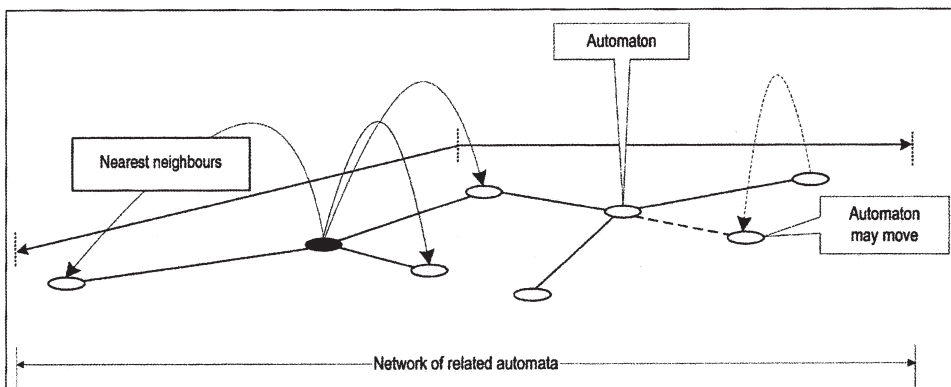 Automaton
Nearest neighbours
Automaton
may move
Network of related automata